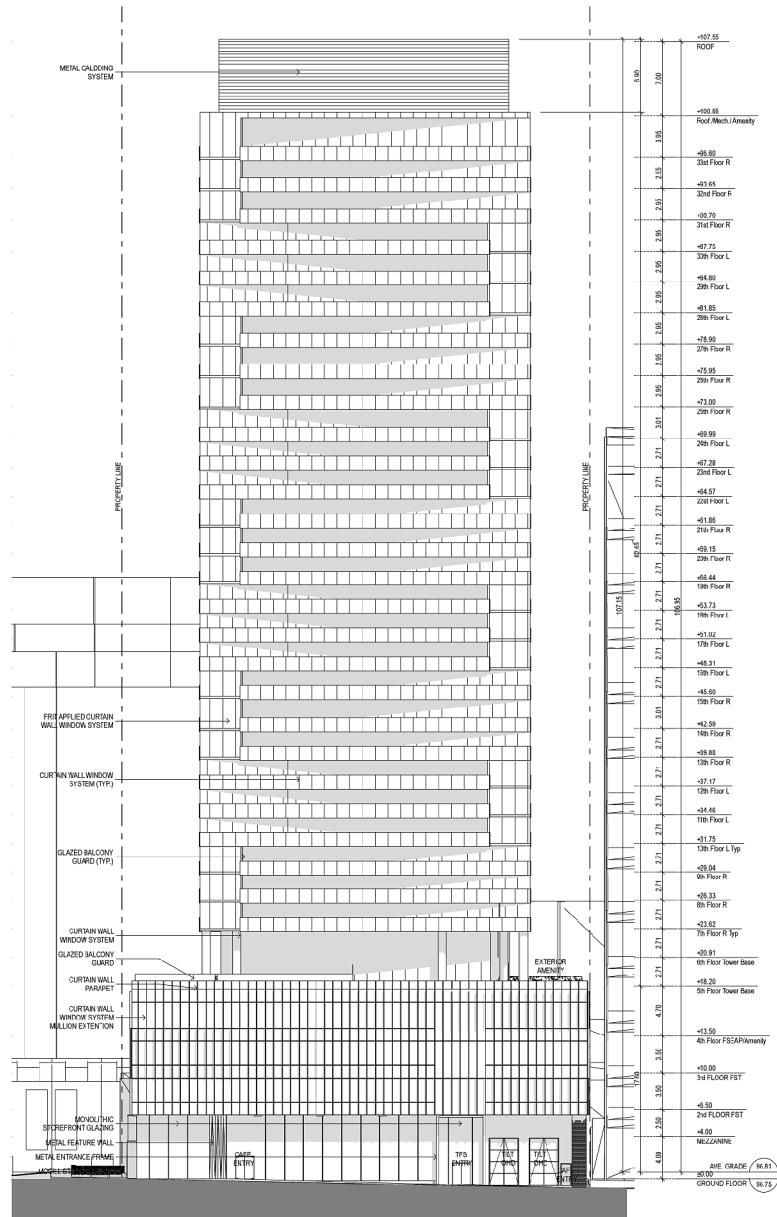 +107.55
ROOF
METAL CALDDING
SYSTEM
8.90
7.00
+100.55
Roof /Mech./ Amenity
3.95
+96.60
33st Floor R
2.95
+93.65
32nd Floor R
2.95
+90.70
31st Floor R
2.95
+87.75
30th Floor L
2.95
+84.80
29th Floor L
2.95
+81.85
28th Floor L
2.95
+78.90
27th Floor R
2.95
+75.95
26th Floor R
2.95
+73.00
25th Floor R
3.01
+69.99
24th Floor L
2.71
+67.28
23nd Floor L
2.71
+64.57
22st Floor L
2.71
+61.86
21th Floor R
2.71
+59.15
20th Floor R
2.71
+56.44
19th Floor R
2.71
+53.73
18th Floor L
2.71
+51.02
17th Floor L
2.71
+48.31
16th Floor L
2.71
+45.60
15th Floor R
3.01
+42.59
14th Floor R
2.71
+39.88
13th Floor R
2.71
+37.17
12th Floor L
2.71
+34.46
11th Floor L
2.71
+31.75
10th Floor L Typ
2.71
+29.04
9th Floor R
2.71
+26.33
8th Floor R
2.71
+23.62
7th Floor R Typ
2.71
+20.91
6th Floor Tower Base
2.71
+18.20
5th Floor Tower Base
4.70
+13.50
4th Floor FSEAP/Amenity
3.50
+10.00
3rd FLOOR FST
3.50
+6.50
2nd FLOOR FST
2.50
+4.00
MEZZANINE
4.00
AVE. GRADE 96.81
±0.00
GROUND FLOOR 96.75
PROPERTY LINE
PROPERTY LINE
82.65
107.15
106.95
17.60
FRIT APPLIED CURTAIN
WALL WINDOW SYSTEM
CURTAIN WALL WINDOW
SYSTEM (TYP.)
GLAZED BALCONY
GUARD (TYP.)
CURTAIN WALL
WINDOW SYSTEM
GLAZED BALCONY
GUARD
CURTAIN WALL
PARAPET
CURTAIN WALL
WINDOW SYSTEM
MULLION EXTENTION
EXTERIOR
AMENITY
MONOLITHIC
STOREFRONT GLAZING
METAL FEATURE WALL
METAL ENTRANCE FRAME
CAFE
ENTRY
TFS
ENTRY
TILT
OHD
TILT